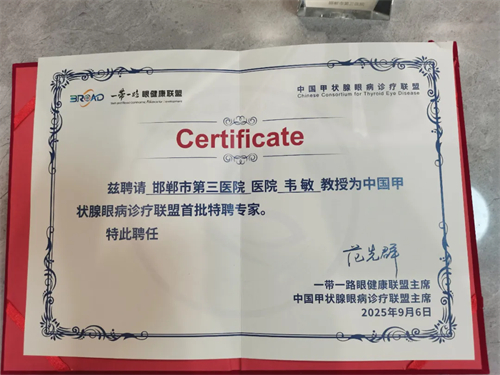 BROAD 一带一路 眼健康联盟
中国甲状腺眼病诊疗联盟
Chinese Consortium for Thyroid Eye Disease
Certificate
兹聘请 邯郸市第三医院 医院 韦敏 教授为中国甲
状腺眼病诊疗联盟首批特聘专家。
特此聘任
范先群
一带一路眼健康联盟主席
中国甲状腺眼病诊疗联盟主席
2025年9月6日